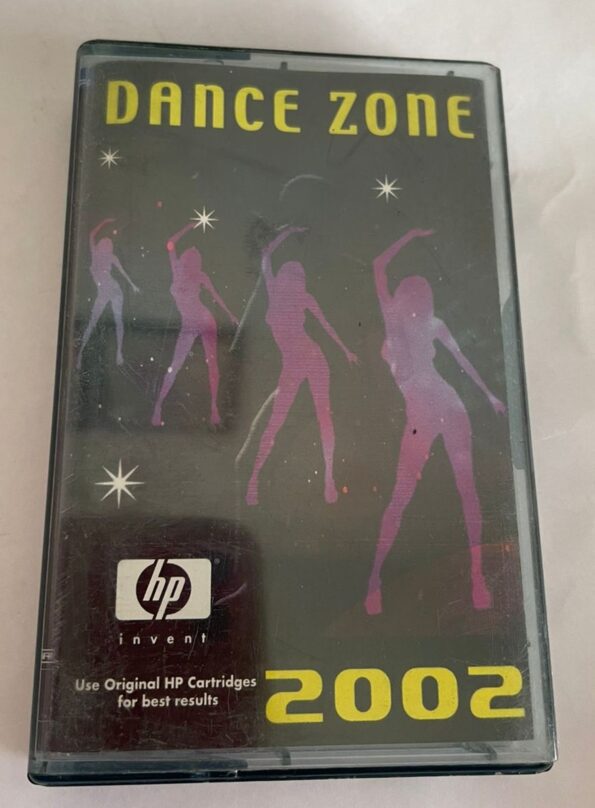 DANCE ZONE
hp
invent
Use Original HP Cartridges
for best results
2002